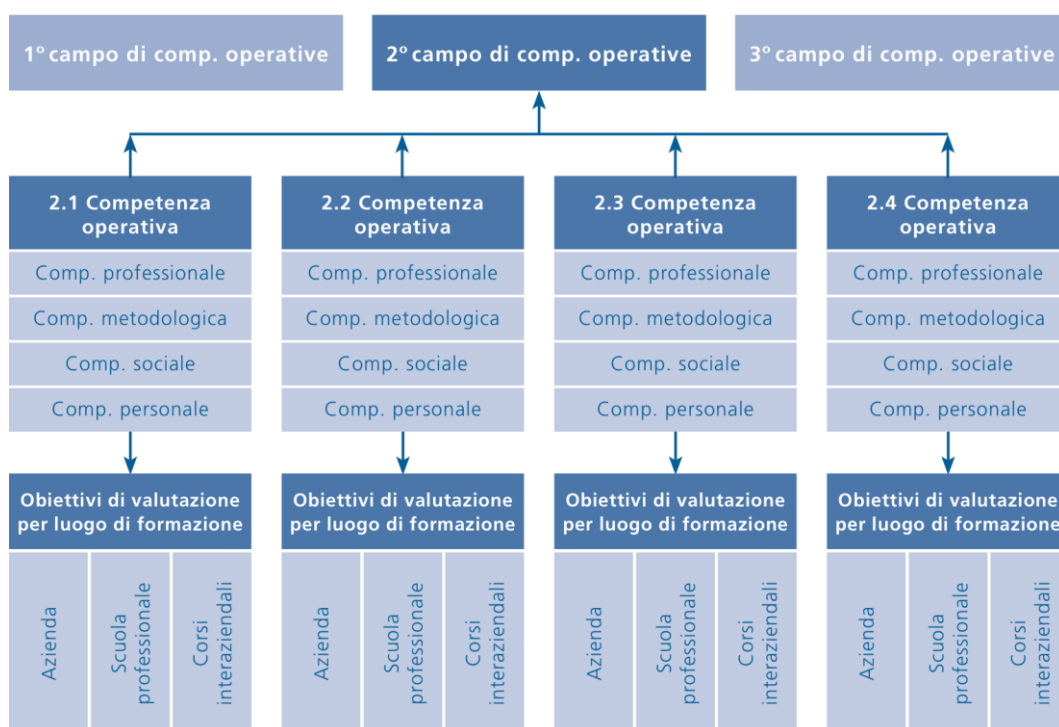 1º campo di comp. operative
2º campo di comp. operative
3º campo di comp. operative
2.1 Competenza
operativa
Comp. professionale
Comp. metodologica
Comp. sociale
Comp. personale
Obiettivi di valutazione
per luogo di formazione
Azienda
Scuola
professionale
Corsi
interaziendali
2.2 Competenza
operativa
Comp. professionale
Comp. metodologica
Comp. sociale
Comp. personale
Obiettivi di valutazione
per luogo di formazione
Azienda
Scuola
professionale
Corsi
interaziendali
2.3 Competenza
operativa
Comp. professionale
Comp. metodologica
Comp. sociale
Comp. personale
Obiettivi di valutazione
per luogo di formazione
Azienda
Scuola
professionale
Corsi
interaziendali
2.4 Competenza
operativa
Comp. professionale
Comp. metodologica
Comp. sociale
Comp. personale
Obiettivi di valutazione
per luogo di formazione
Azienda
Scuola
professionale
Corsi
interaziendali